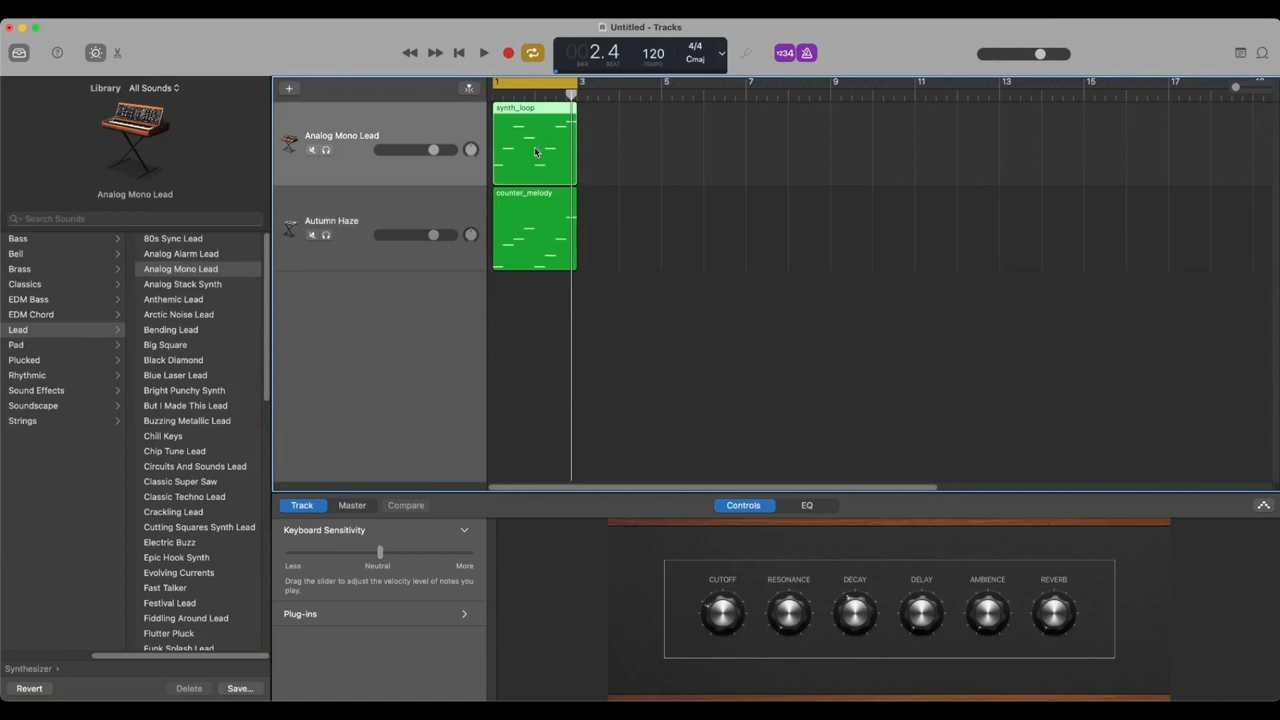 Untitled - Tracks
002.4
BAR
BEAT
120
TEMPO
4/4
Cmaj
1234
Library
All Sounds
Analog Mono Lead
Search Sounds
Bass
Bell
Brass
Classics
EDM Bass
EDM Chord
Lead
Pad
Plucked
Rhythmic
Sound Effects
Soundscape
Strings
80s Sync Lead
Analog Alarm Lead
Analog Mono Lead
Analog Stack Synth
Anthemic Lead
Arctic Noise Lead
Bending Lead
Big Square
Black Diamond
Blue Laser Lead
Bright Punchy Synth
But I Made This Lead
Buzzing Metallic Lead
Chill Keys
Chip Tune Lead
Circuits And Sounds Lead
Classic Super Saw
Classic Techno Lead
Crackling Lead
Cutting Squares Synth Lead
Electric Buzz
Epic Hook Synth
Evolving Currents
Fast Talker
Festival Lead
Fiddling Around Lead
Flutter Pluck
Funk Splash Lead
Synthesizer
Revert
Delete
Save...
1 3 5 7 9 11 13 15 17
Analog Mono Lead
synth_loop
Autumn Haze
counter_melody
Track
Master
Compare
Controls
EQ
Keyboard Sensitivity
Less
Neutral
More
Drag the slider to adjust the velocity level of notes you
play.
Plug-ins
CUTOFF
RESONANCE
DECAY
DELAY
AMBIENCE
REVERB